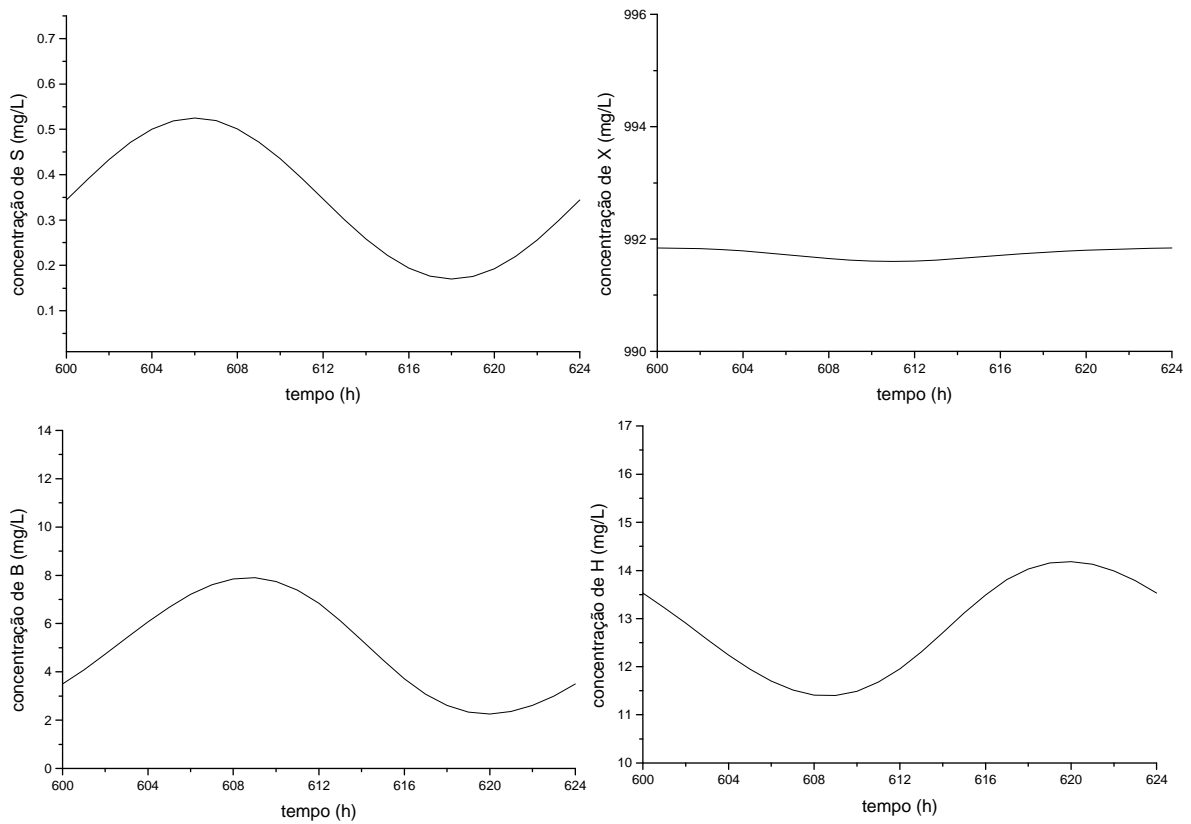 0.7
0.6
0.5
0.4
0.3
0.2
0.1
concentração de S (mg/L)
600 604 608 612 616 620 624
tempo (h)
996
994
992
990
concentração de X (mg/L)
600 604 608 612 616 620 624
tempo (h)
14
12
10
8
6
4
2
0
concentração de B (mg/L)
600 604 608 612 616 620 624
tempo (h)
17
16
15
14
13
12
11
10
concentração de H (mg/L)
600 604 608 612 616 620 624
tempo (h)